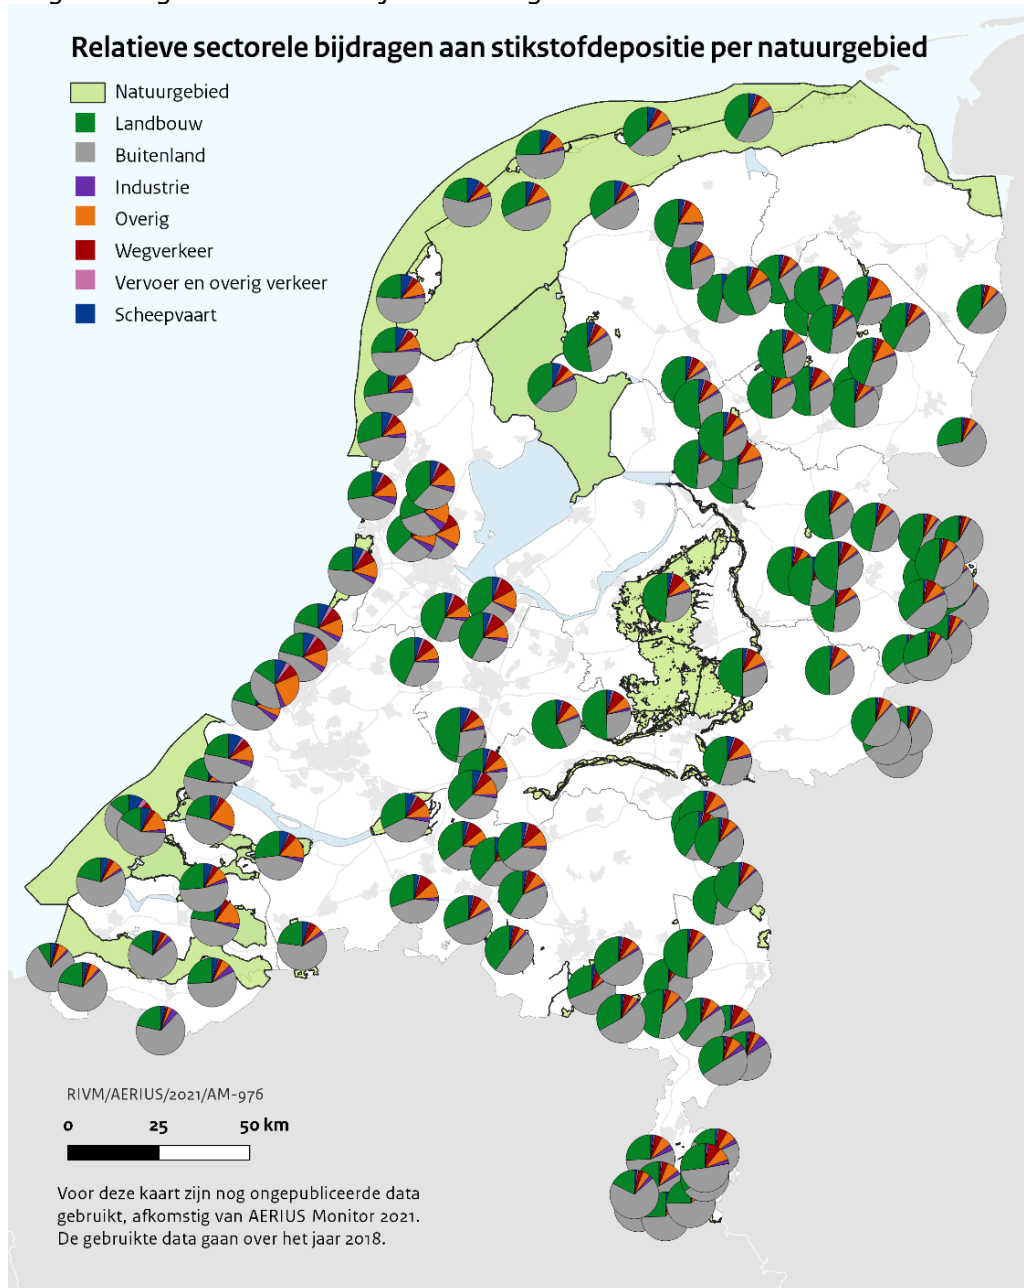 Relatieve sectorele bijdragen aan stikstofdepositie per natuurgebied
Natuurgebied
Landbouw
Buitenland
Industrie
Overig
Wegverkeer
Vervoer en overig verkeer
Scheepvaart
RIVM/AERIUS/2021/AM-976
0 25 50 km
Voor deze kaart zijn nog ongepubliceerde data
gebruikt, afkomstig van AERIUS Monitor 2021.
De gebruikte data gaan over het jaar 2018.